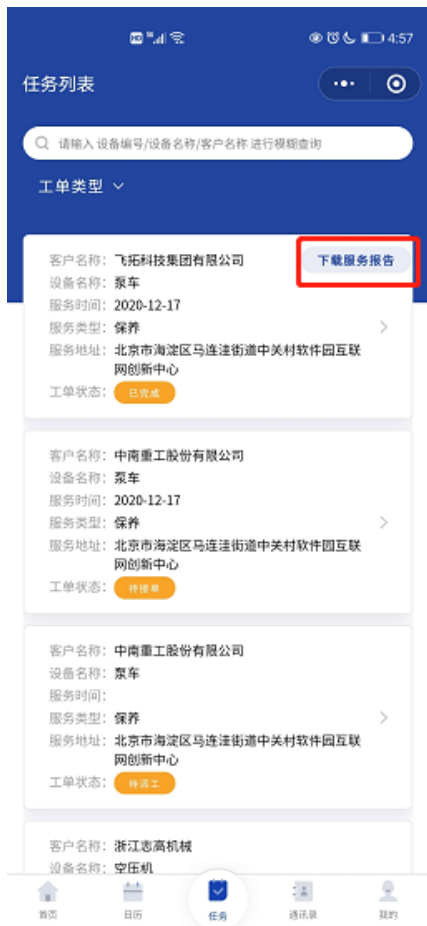 4:57
任务列表
请输入 设备编号/设备名称/客户名称 进行模糊查询
工单类型
客户名称: 飞拓科技集团有限公司
下载服务报告
设备名称: 泵车
服务时间: 2020-12-17
服务类型: 保养
服务地址: 北京市海淀区马连洼街道中关村软件园互联
网创新中心
工单状态: 已完成
客户名称: 中南重工股份有限公司
设备名称: 泵车
服务时间: 2020-12-17
服务类型: 保养
服务地址: 北京市海淀区马连洼街道中关村软件园互联
网创新中心
工单状态: 待接单
客户名称: 中南重工股份有限公司
设备名称: 泵车
服务时间:
服务类型: 保养
服务地址: 北京市海淀区马连洼街道中关村软件园互联
网创新中心
工单状态: 待派工
客户名称: 浙江志高机械
设备名称: 空压机
首页
日历
任务
通讯录
我的